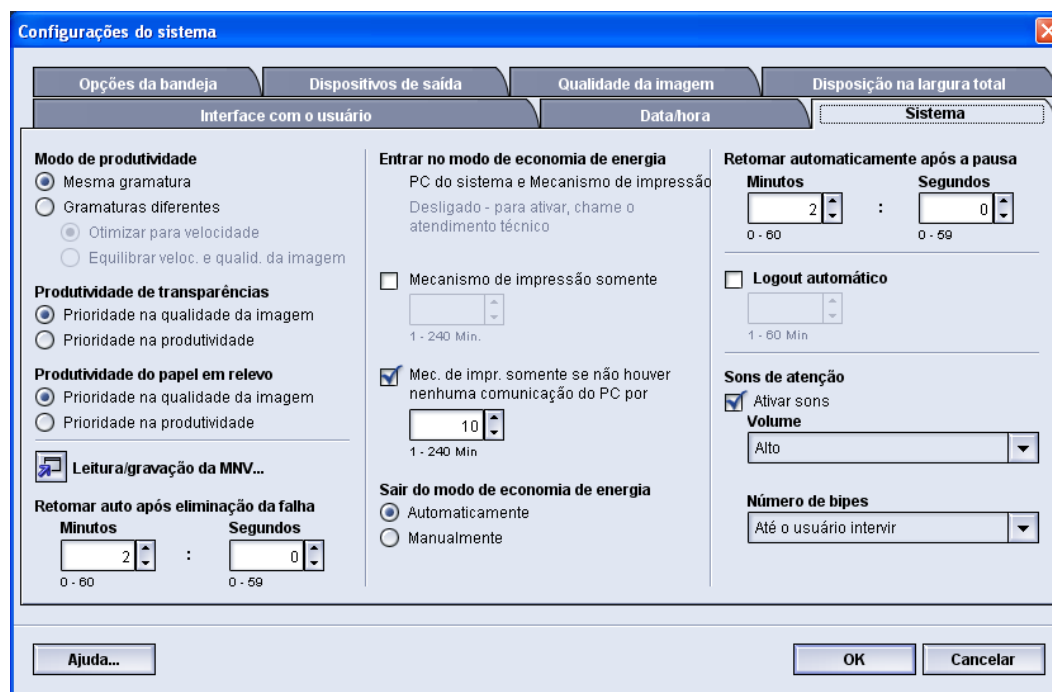 Configurações do sistema
Opções da bandeja
Dispositivos de saída
Qualidade da imagem
Disposição na largura total
Interface com o usuário
Data/hora
Sistema
Modo de produtividade
Mesma gramatura
Gramaturas diferentes
Otimizar para velocidade
Equilibrar veloc. e qualid. da imagem
Produtividade de transparências
Prioridade na qualidade da imagem
Prioridade na produtividade
Produtividade do papel em relevo
Prioridade na qualidade da imagem
Prioridade na produtividade
Leitura/gravação da MNV...
Retomar auto após eliminação da falha
Minutos Segundos
2 : 0
0 - 60 0 - 59
Entrar no modo de economia de energia
PC do sistema e Mecanismo de impressão
Desligado - para ativar, chame o
atendimento técnico
Mecanismo de impressão somente
1 - 240 Min.
Mec. de impr. somente se não houver
nenhuma comunicação do PC por
10
1 - 240 Min
Sair do modo de economia de energia
Automaticamente
Manualmente
Retomar automaticamente após a pausa
Minutos Segundos
2 : 0
0 - 60 0 - 59
Logout automático
1 - 60 Min
Sons de atenção
Ativar sons
Volume
Alto
Número de bipes
Até o usuário intervir
Ajuda...
OK
Cancelar